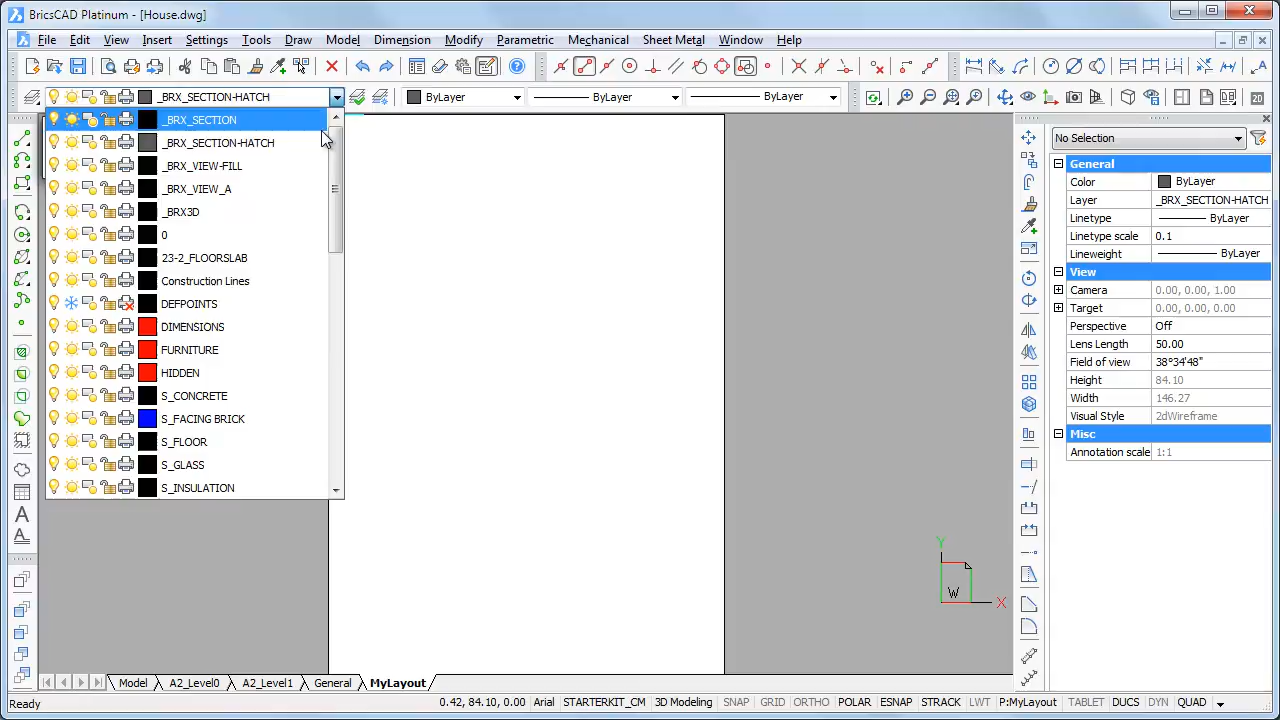 BricsCAD Platinum - [House.dwg]
File Edit View Insert Settings Tools Draw Model Dimension Modify Parametric Mechanical Sheet Metal Window Help
_BRX_SECTION-HATCH ByLayer ByLayer ByLayer
_BRX_SECTION
_BRX_SECTION-HATCH
_BRX_VIEW-FILL
_BRX_VIEW_A
_BRX3D
0
23-2_FLOORSLAB
Construction Lines
DEFPOINTS
DIMENSIONS
FURNITURE
HIDDEN
S_CONCRETE
S_FACING BRICK
S_FLOOR
S_GLASS
S_INSULATION
Y
W
X
No Selection
General
Color ByLayer
Layer _BRX_SECTION-HATCH
Linetype ByLayer
Linetype scale 0.1
Lineweight ByLayer
View
Camera 0.00, 0.00, 1.00
Target 0.00, 0.00, 0.00
Perspective Off
Lens Length 50.00
Field of view 38°34'48"
Height 84.10
Width 146.27
Visual Style 2dWireframe
Misc
Annotation scale 1:1
Model A2_Level0 A2_Level1 General MyLayout
Ready 0.42, 84.10, 0.00 Arial STARTERKIT_CM 3D Modeling SNAP GRID ORTHO POLAR ESNAP STRACK LWT P:MyLayout TABLET DUCS DYN QUAD